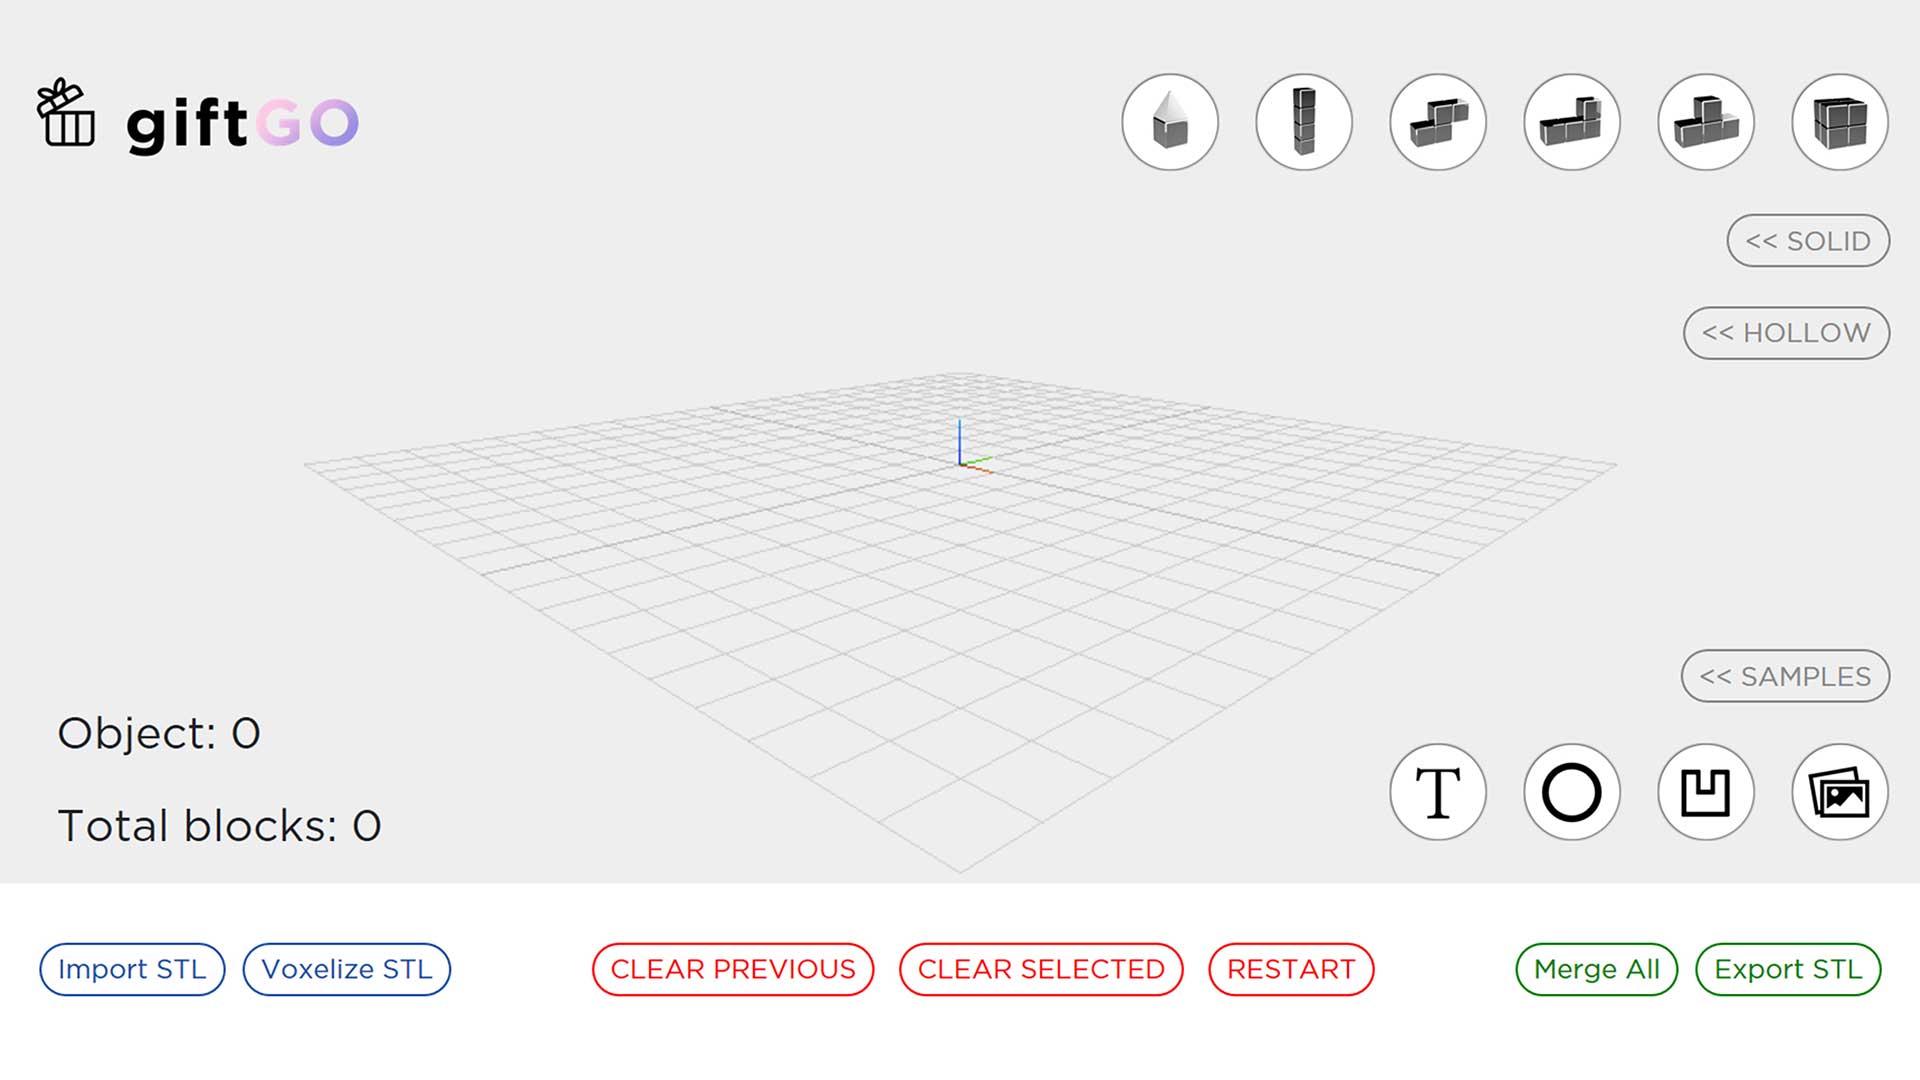 giftGO
<< SOLID
<< HOLLOW
<< SAMPLES
Object: 0
Total blocks: 0
T
Import STL
Voxelize STL
CLEAR PREVIOUS
CLEAR SELECTED
RESTART
Merge All
Export STL